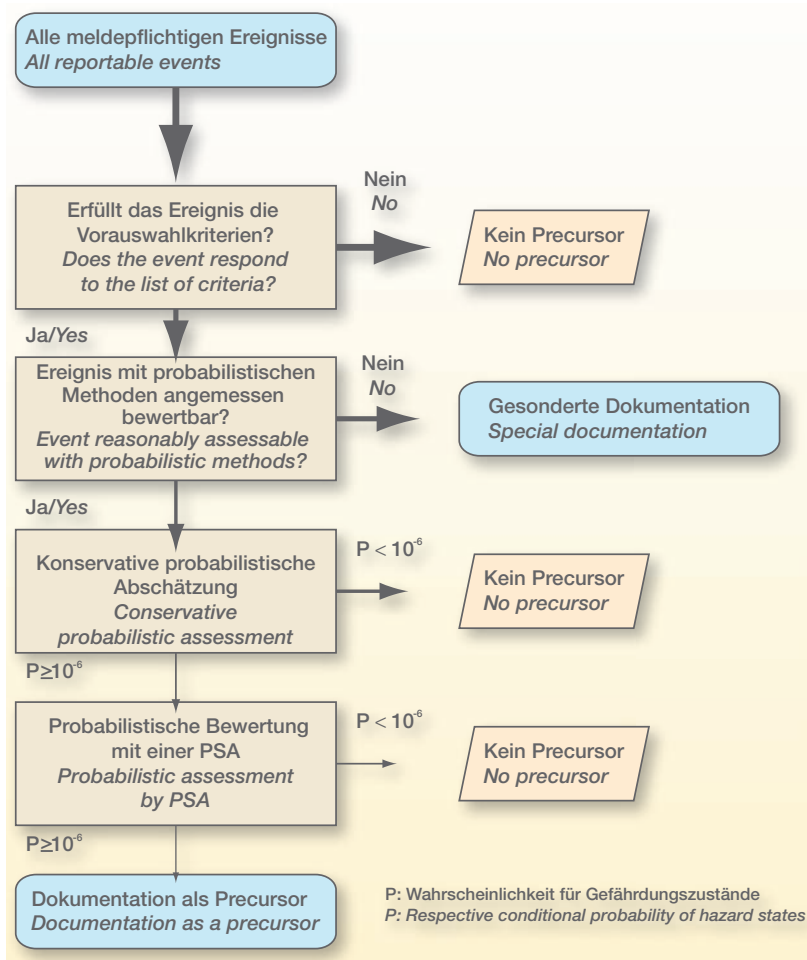 Alle meldepflichtigen Ereignisse
All reportable events
Nein
No
Erfüllt das Ereignis die
Vorauswahlkriterien?
Does the event respond
to the list of criteria?
Kein Precursor
No precursor
Ja/Yes
Nein
No
Ereignis mit probabilistischen
Methoden angemessen
bewertbar?
Event reasonably assessable
with probabilistic methods?
Gesonderte Dokumentation
Special documentation
Ja/Yes
P < 10⁻⁶
Konservative probabilistische
Abschätzung
Conservative
probabilistic assessment
Kein Precursor
No precursor
P≥10⁻⁶
P < 10⁻⁶
Probabilistische Bewertung
mit einer PSA
Probabilistic assessment
by PSA
Kein Precursor
No precursor
P≥10⁻⁶
Dokumentation als Precursor
Documentation as a precursor
P: Wahrscheinlichkeit für Gefährdungszustände
P: Respective conditional probability of hazard states